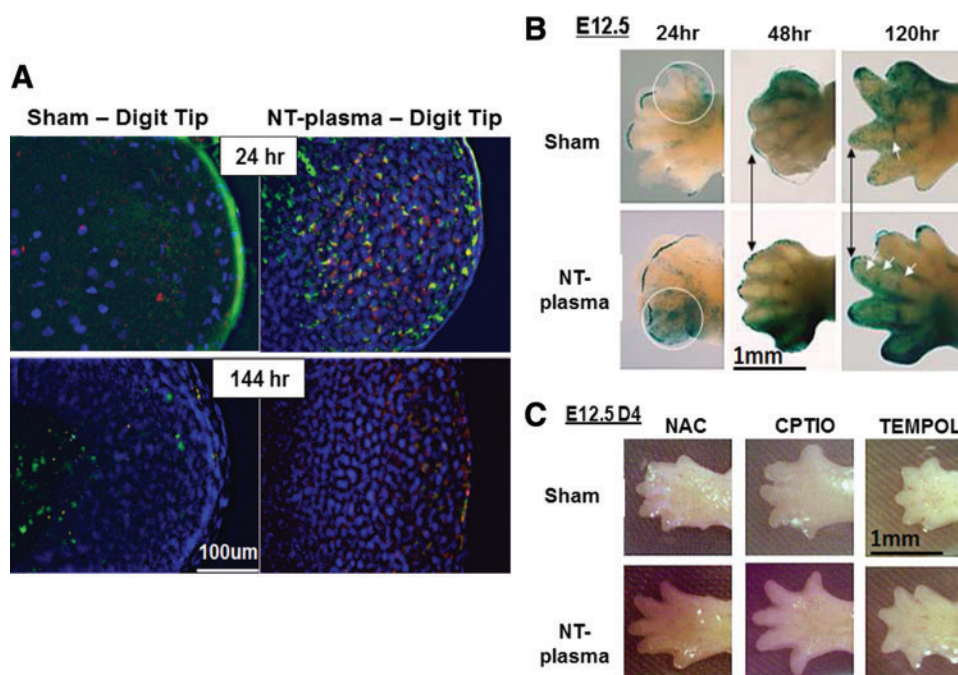 A
Sham – Digit Tip
NT-plasma – Digit Tip
24 hr
144 hr
100um
B
E12.5
24hr
48hr
120hr
Sham
NT-
plasma
1mm
C
E12.5 D4
NAC
CPTIO
TEMPOL
Sham
1mm
NT-
plasma